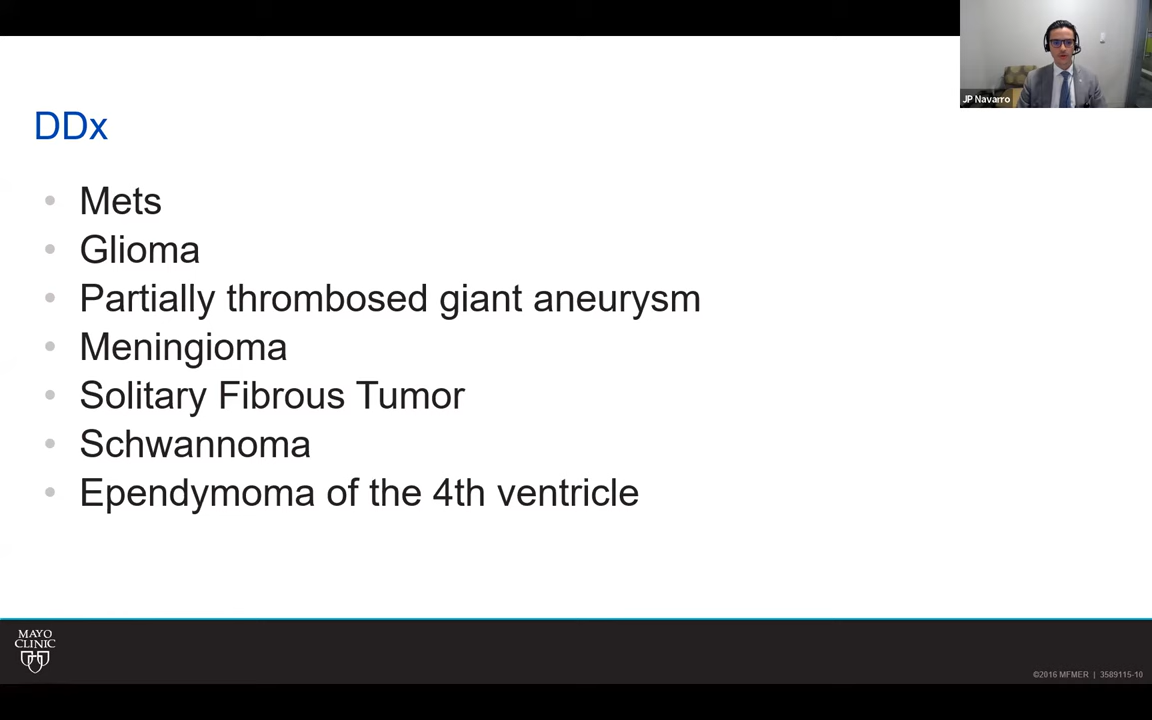 JP Navarro
DDx
• Mets
• Glioma
• Partially thrombosed giant aneurysm
• Meningioma
• Solitary Fibrous Tumor
• Schwannoma
• Ependymoma of the 4th ventricle
MAYO
CLINIC
©2016 MFMER | 3589115-10